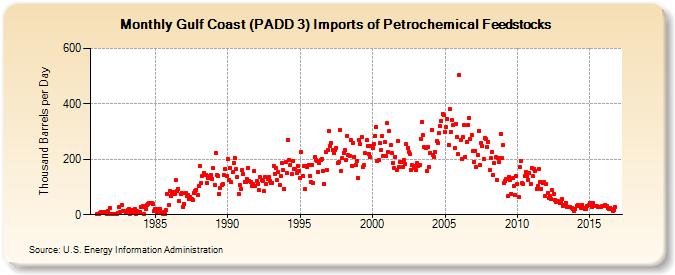 Monthly Gulf Coast (PADD 3) Imports of Petrochemical Feedstocks
Thousand Barrels per Day
600
400
200
0
1985 1990 1995 2000 2005 2010 2015
Source: U.S. Energy Information Administration